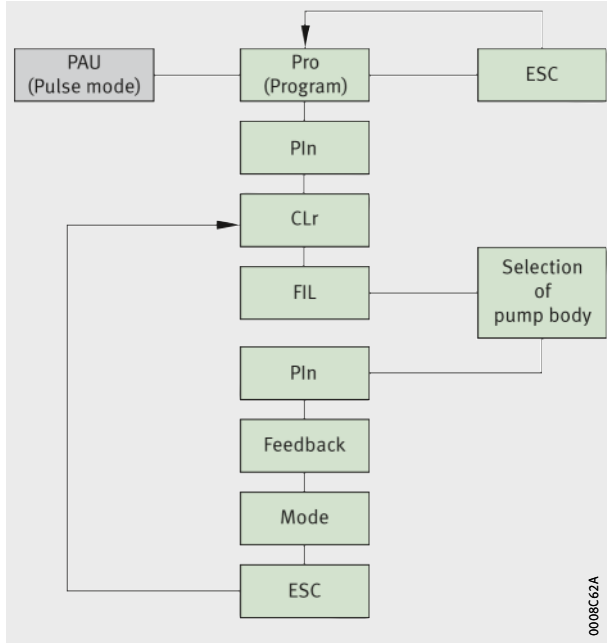 PAU
(Pulse mode)
Pro
(Program)
ESC
PIn
CLr
FIL
Selection
of
pump body
PIn
Feedback
Mode
ESC
0008C62A